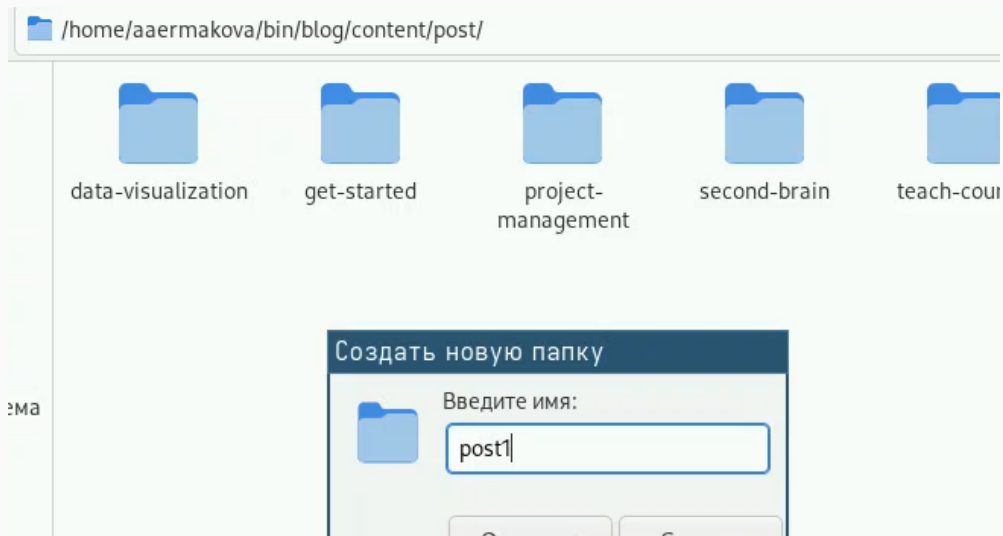 /home/aaermakova/bin/blog/content/post/
data-visualization
get-started
project-
management
second-brain
Создать новую папку
Введите имя:
post1